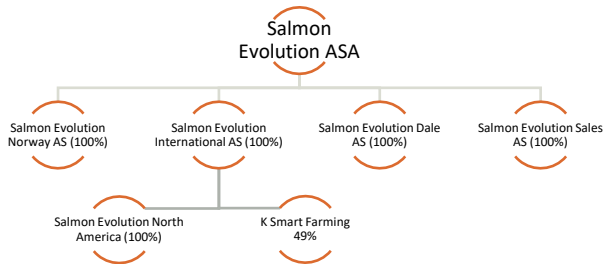 Salmon
Evolution ASA
Salmon Evolution
Norway AS (100%)
Salmon Evolution
International AS (100%)
Salmon Evolution Dale
AS (100%)
Salmon Evolution Sales
AS (100%)
Salmon Evolution North
America (100%)
K Smart Farming
49%